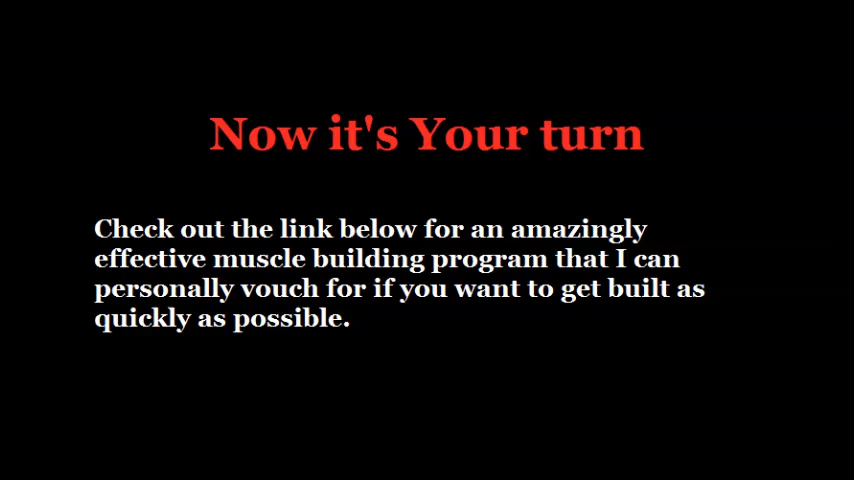 Now it's Your turn
Check out the link below for an amazingly
effective muscle building program that I can
personally vouch for if you want to get built as
quickly as possible.